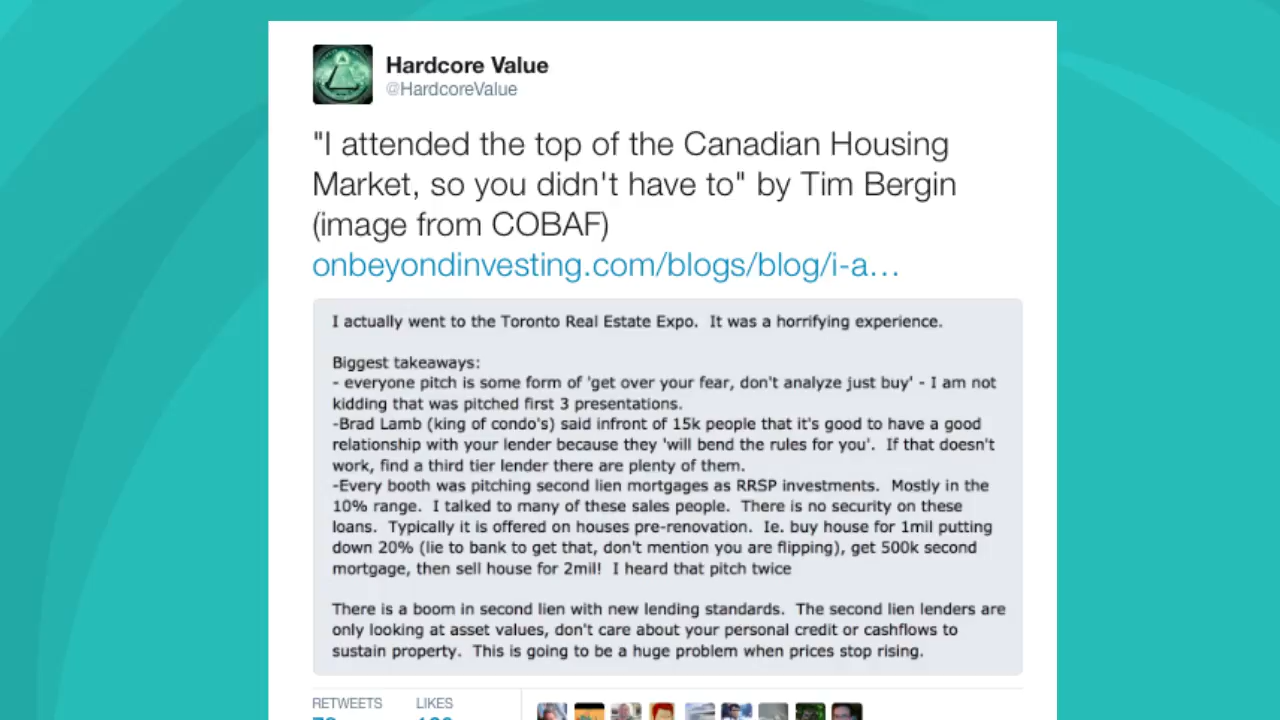 Hardcore Value
@HardcoreValue
"I attended the top of the Canadian Housing
Market, so you didn't have to" by Tim Bergin
(image from COBAF)
onbeyondinvesting.com/blogs/blog/i-a...
I actually went to the Toronto Real Estate Expo. It was a horrifying experience.
Biggest takeaways:
- everyone pitch is some form of 'get over your fear, don't analyze just buy' - I am not
kidding that was pitched first 3 presentations.
-Brad Lamb (king of condo's) said infront of 15k people that it's good to have a good
relationship with your lender because they 'will bend the rules for you'. If that doesn't
work, find a third tier lender there are plenty of them.
-Every booth was pitching second lien mortgages as RRSP investments. Mostly in the
10% range. I talked to many of these sales people. There is no security on these
loans. Typically it is offered on houses pre-renovation. Ie. buy house for 1mil putting
down 20% (lie to bank to get that, don't mention you are flipping), get 500k second
mortgage, then sell house for 2mil! I heard that pitch twice
There is a boom in second lien with new lending standards. The second lien lenders are
only looking at asset values, don't care about your personal credit or cashflows to
sustain property. This is going to be a huge problem when prices stop rising.
RETWEETS LIKES